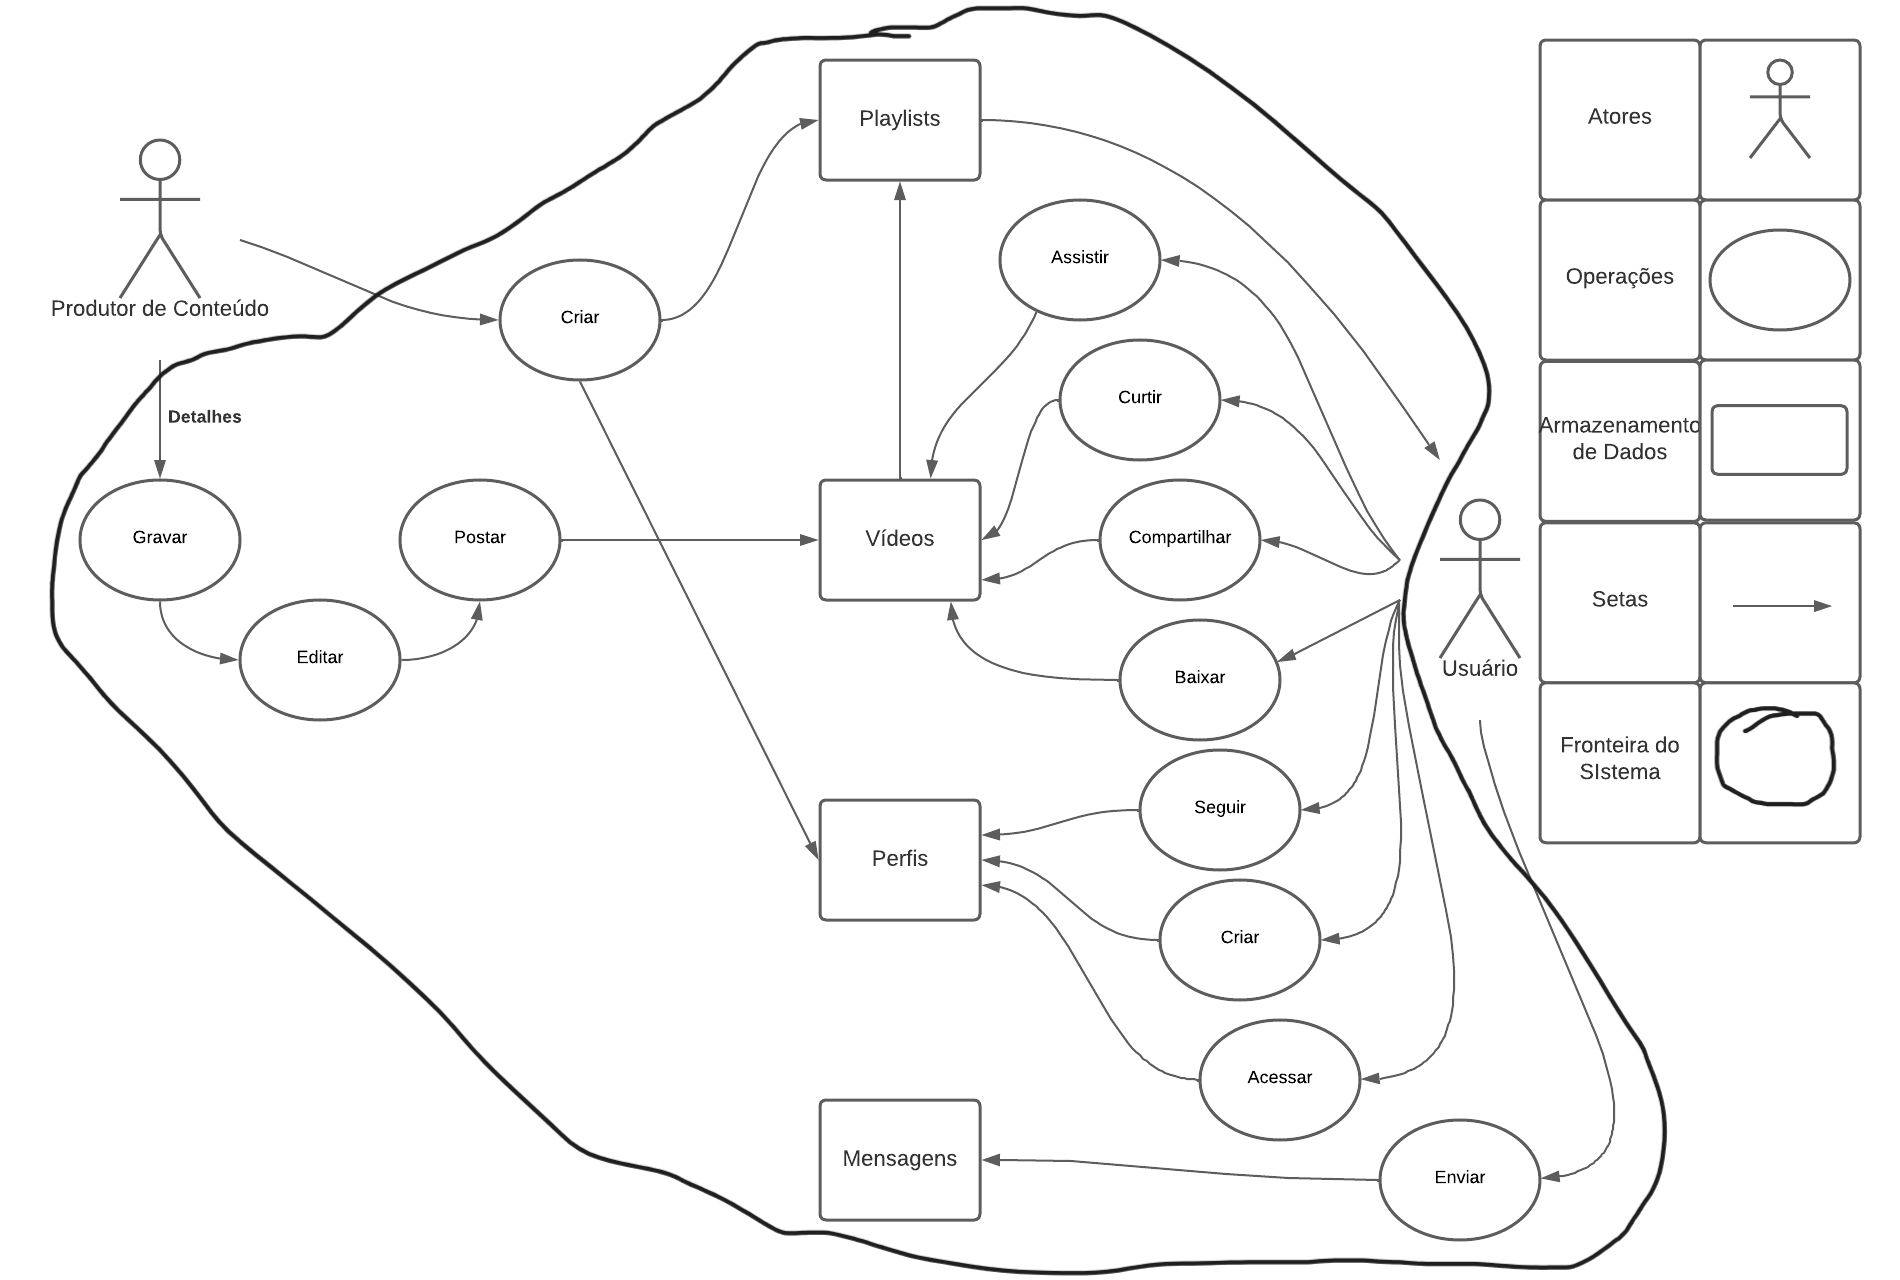 Playlists
Atores
Assistir
Operações
Produtor de Conteúdo
Criar
Curtir
Detalhes
Armazenamento
de Dados
Gravar
Postar
Vídeos
Compartilhar
Setas
Editar
Baixar
Usuário
Fronteira do
SIstema
Seguir
Perfis
Criar
Acessar
Mensagens
Enviar